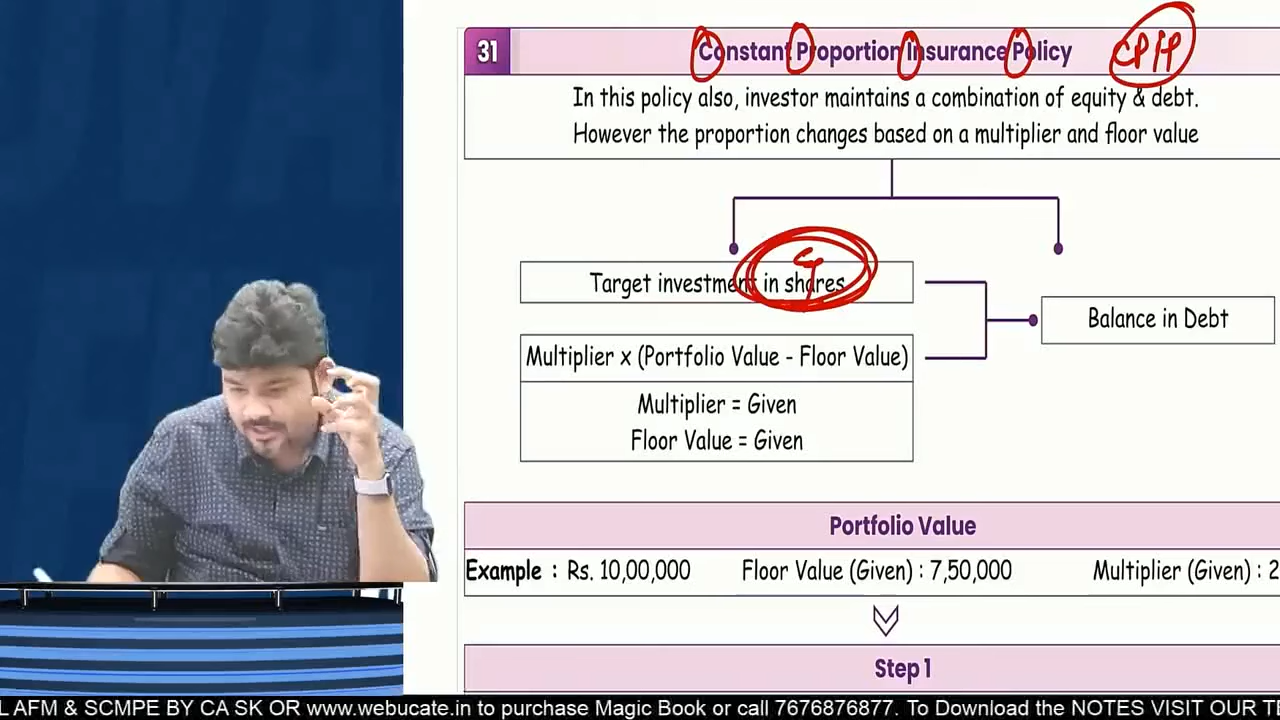 31
Constant Proportion Insurance Policy
In this policy also, investor maintains a combination of equity & debt.
However the proportion changes based on a multiplier and floor value
Target investment in shares
Multiplier x (Portfolio Value - Floor Value)
Multiplier = Given
Floor Value = Given
Balance in Debt
Portfolio Value
Example : Rs. 10,00,000 Floor Value (Given) : 7,50,000 Multiplier (Given) : 2
Step 1
L AFM & SCMPE BY CA SK OR www.webucate.in to purchase Magic Book or call 7676876877. To Download the NOTES VISIT OUR TE